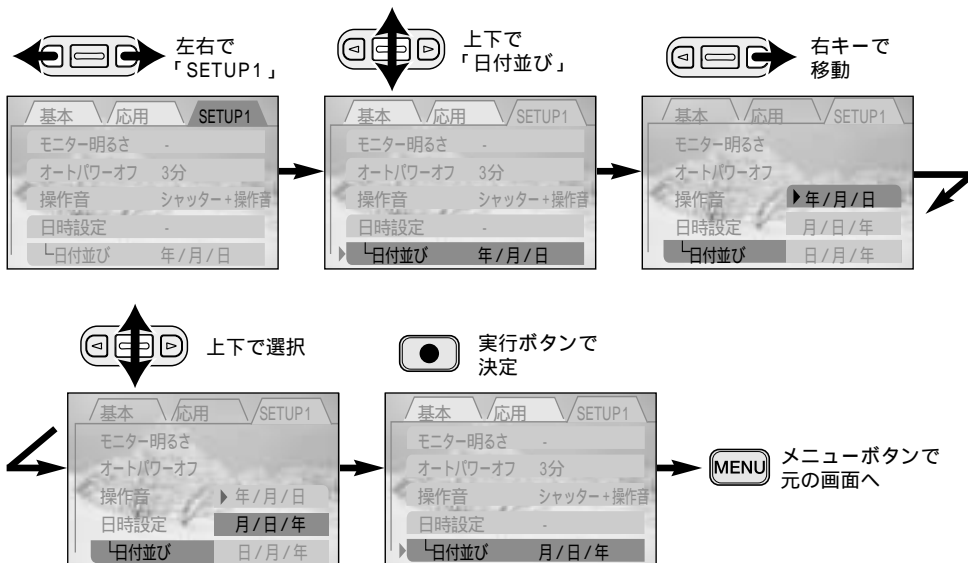 左右で
「SETUP1」
基本 応用 SETUP1
モニター明るさ -
オートパワーオフ 3分
操作音 シャッター+操作音
日時設定 -
└日付並び 年/月/日
上下で
「日付並び」
基本 応用 SETUP1
モニター明るさ -
オートパワーオフ 3分
操作音 シャッター+操作音
日時設定 -
└日付並び 年/月/日
右キーで
移動
基本 応用 SETUP1
モニター明るさ
オートパワーオフ
操作音 年/月/日
日時設定 月/日/年
└日付並び 日/月/年
上下で選択
基本 応用 SETUP1
モニター明るさ
オートパワーオフ
操作音 年/月/日
日時設定 月/日/年
└日付並び 日/月/年
実行ボタンで
決定
基本 応用 SETUP1
モニター明るさ -
オートパワーオフ 3分
操作音 シャッター+操作音
日時設定 -
└日付並び 月/日/年
MENU
メニューボタンで
元の画面へ